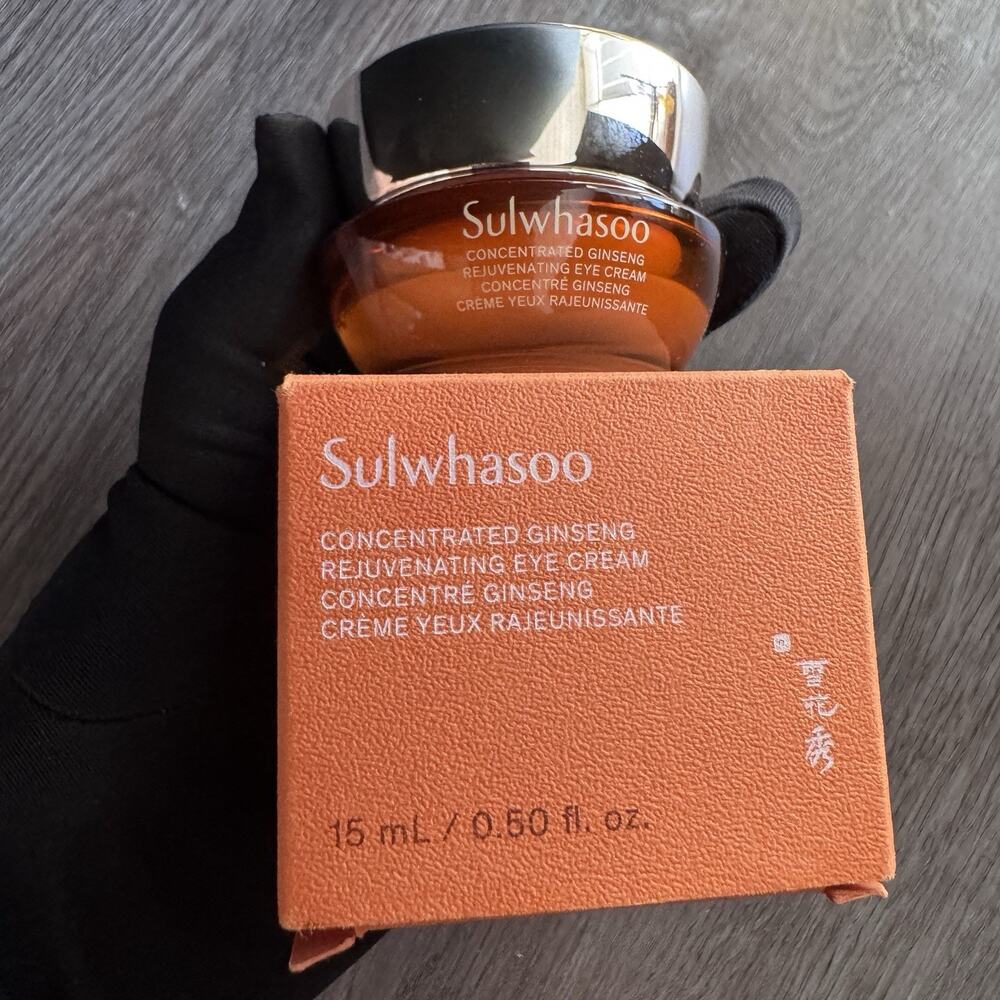 Sulwhasoo
CONCENTRATED GINSENG
REJUVENATING EYE CREAM
CONCENTRÉ GINSENG
CRÈME YEUX RAJEUNISSANTE
Sulwhasoo
CONCENTRATED GINSENG
REJUVENATING EYE CREAM
CONCENTRÉ GINSENG
CRÈME YEUX RAJEUNISSANTE
雪花秀
15 mL / 0.50 fl. oz.